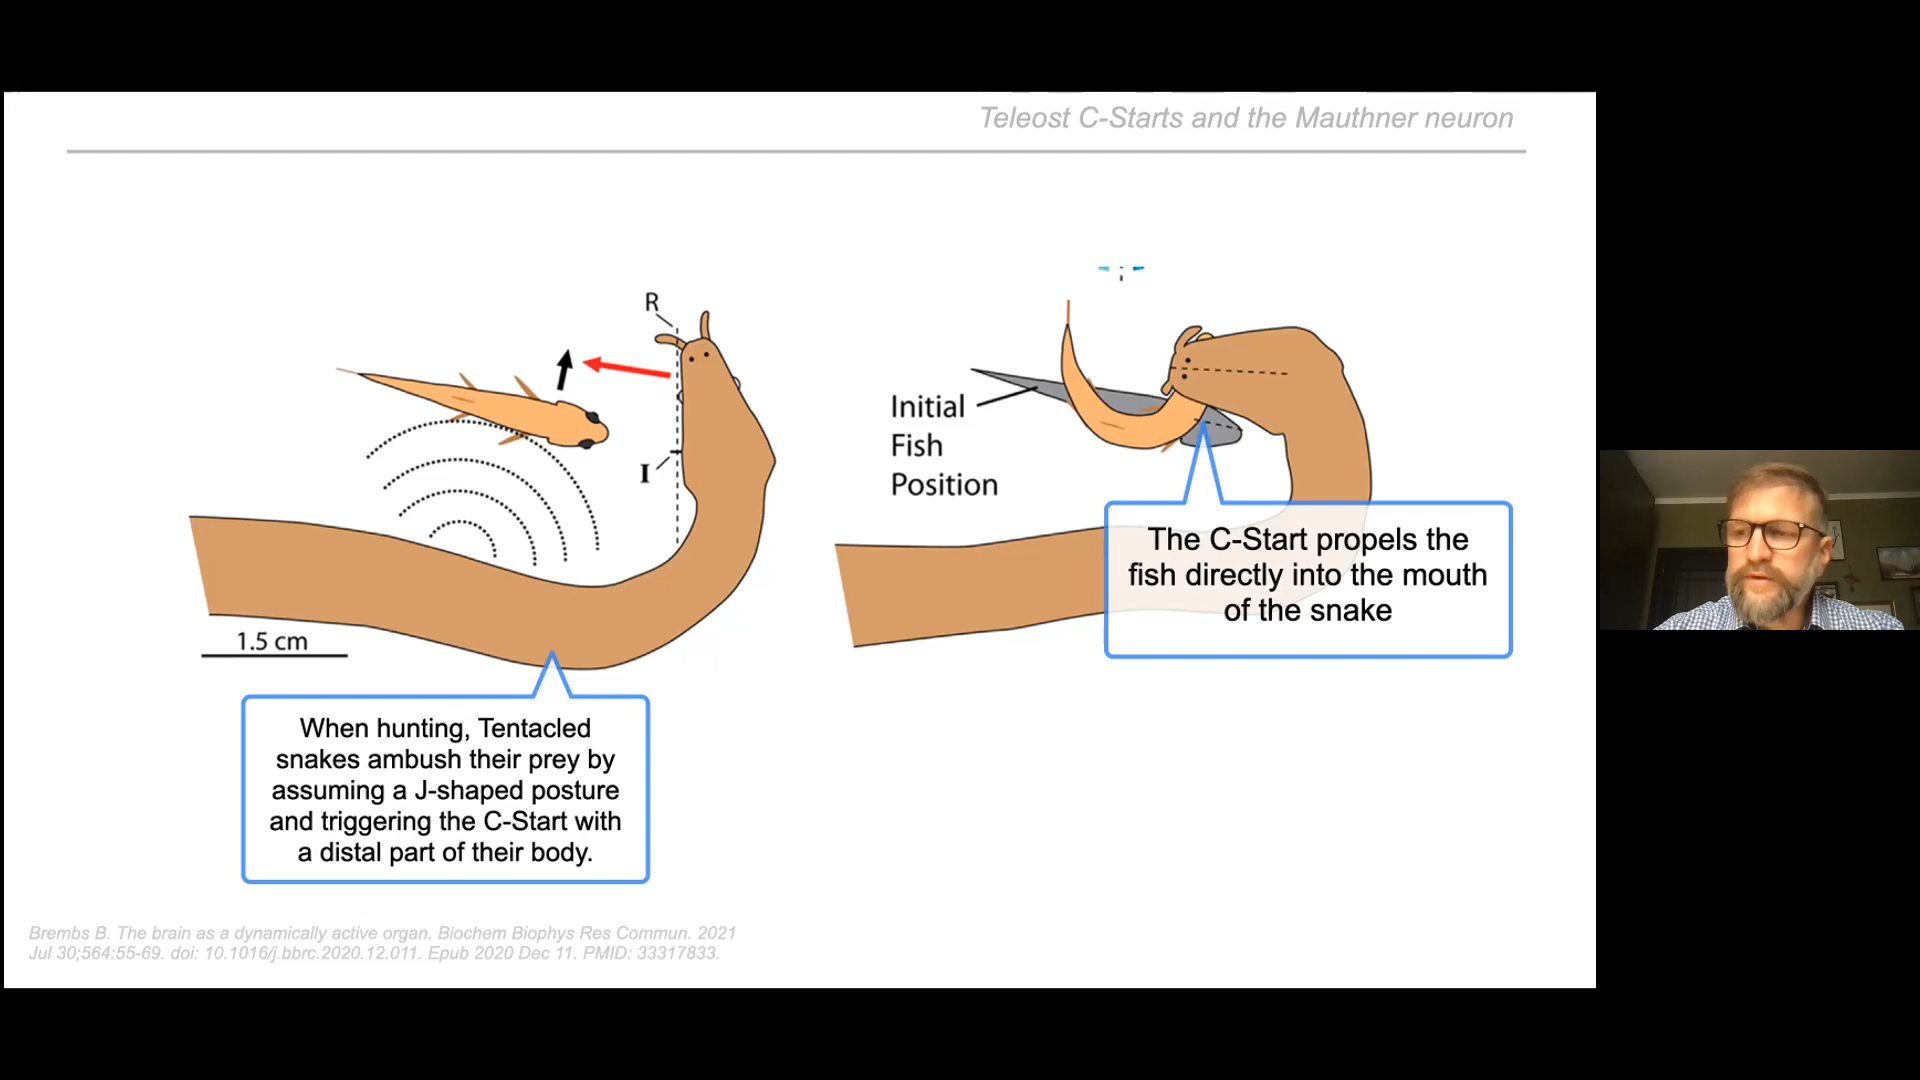 Teleost C-Starts and the Mauthner neuron
R
I
1.5 cm
When hunting, Tentacled
snakes ambush their prey by
assuming a J-shaped posture
and triggering the C-Start with
a distal part of their body.
Initial
Fish
Position
The C-Start propels the
fish directly into the mouth
of the snake
Brembs B. The brain as a dynamically active organ. Biochem Biophys Res Commun. 2021
Jul 30;564:55-69. doi: 10.1016/j.bbrc.2020.12.011. Epub 2020 Dec 11. PMID: 33317833.